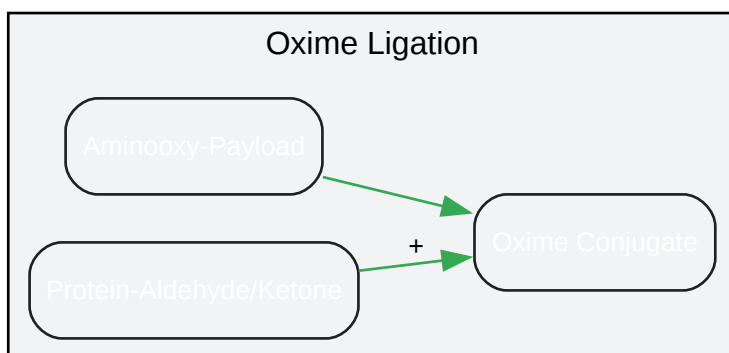 Oxime Ligation
Aminooxy-Payload
+
Oxime Conjugate
Protein-Aldehyde/Ketone